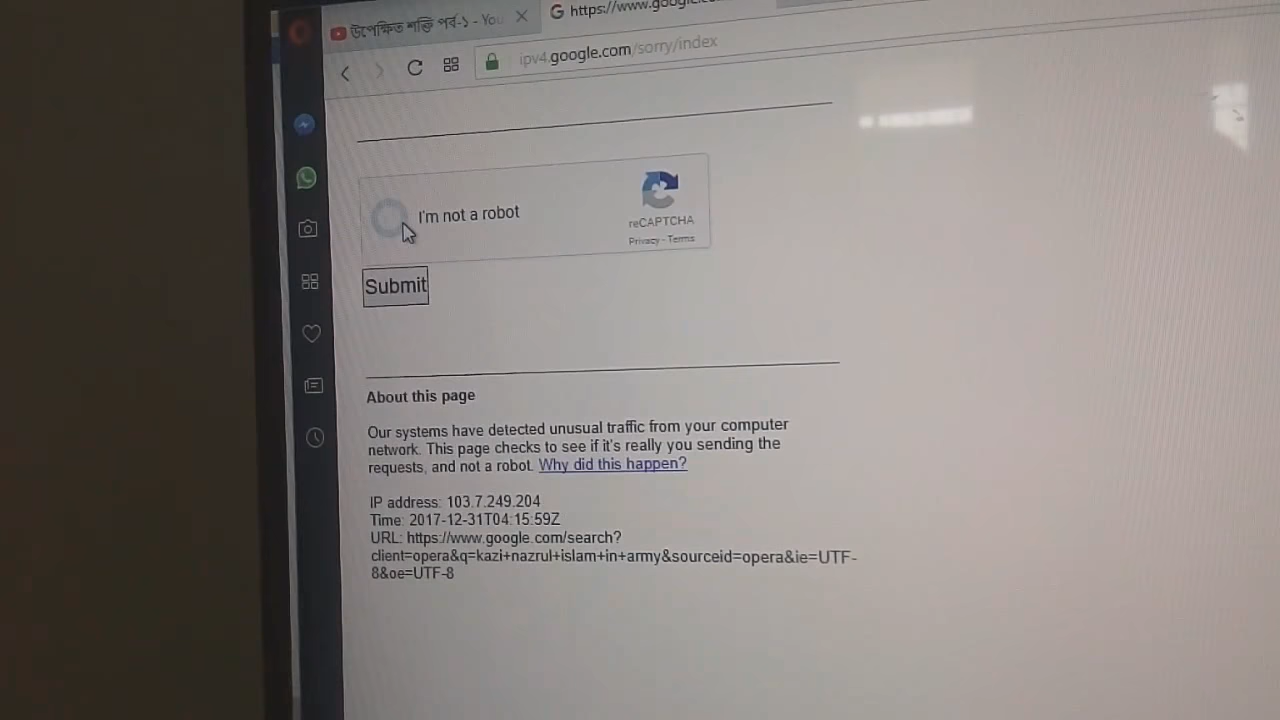 উপেক্ষিত শক্তি পর্ব-১ - You
https://www.google.co
ipv4.google.com/sorry/index
I'm not a robot
reCAPTCHA
Privacy - Terms
Submit
About this page
Our systems have detected unusual traffic from your computer
network. This page checks to see if it's really you sending the
requests, and not a robot. Why did this happen?
IP address: 103.7.249.204
Time: 2017-12-31T04:15:59Z
URL: https://www.google.com/search?
client=opera&q=kazi+nazrul+islam+in+army&sourceid=opera&ie=UTF-
8&oe=UTF-8